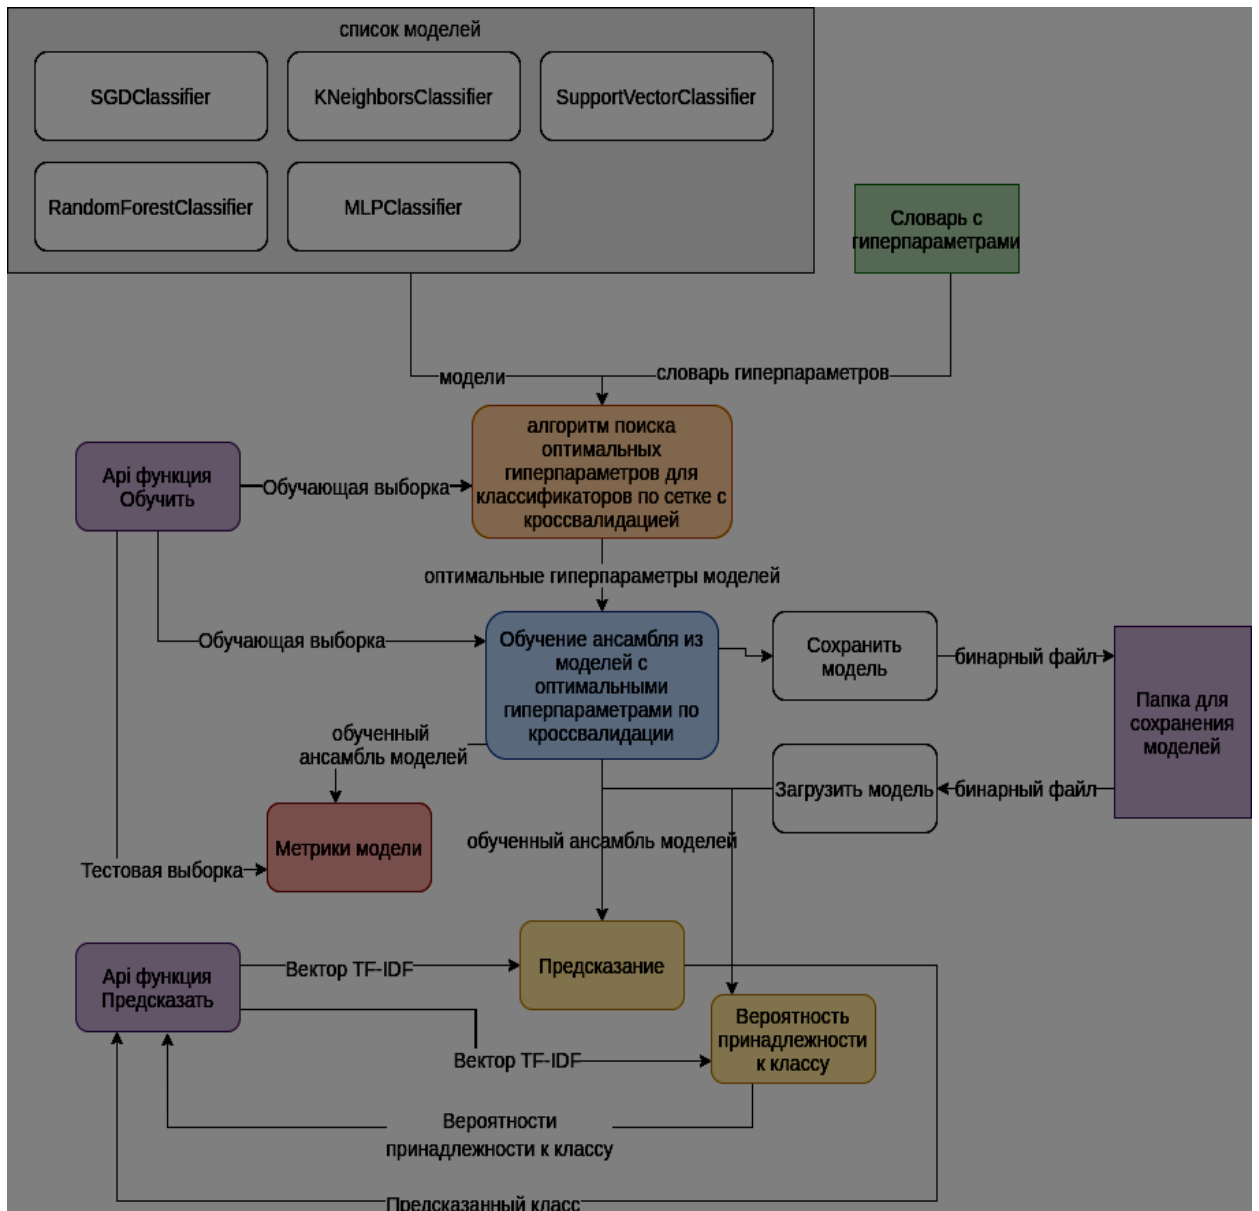 список моделей
SGDClassifier
KNeighborsClassifier
SupportVectorClassifier
RandomForestClassifier
MLPClassifier
Словарь с
гиперпараметрами
модели
словарь гиперпараметров
алгоритм поиска
оптимальных
гиперпараметров для
классификаторов по сетке с
кроссвалидацией
Api функция
Обучить
Обучающая выборка
оптимальные гиперпараметры моделей
Обучающая выборка
Обучение ансамбля из
моделей с
оптимальными
гиперпараметрами по
кроссвалидации
Сохранить
модель
бинарный файл
Папка для
сохранения
моделей
обученный
ансамбль моделей
Загрузить модель
бинарный файл
обученный ансамбль моделей
Метрики модели
Тестовая выборка
Api функция
Предсказать
Вектор TF-IDF
Предсказание
Вероятность
принадлежности
к классу
Вектор TF-IDF
Вероятности
принадлежности к классу
Предсказанный класс